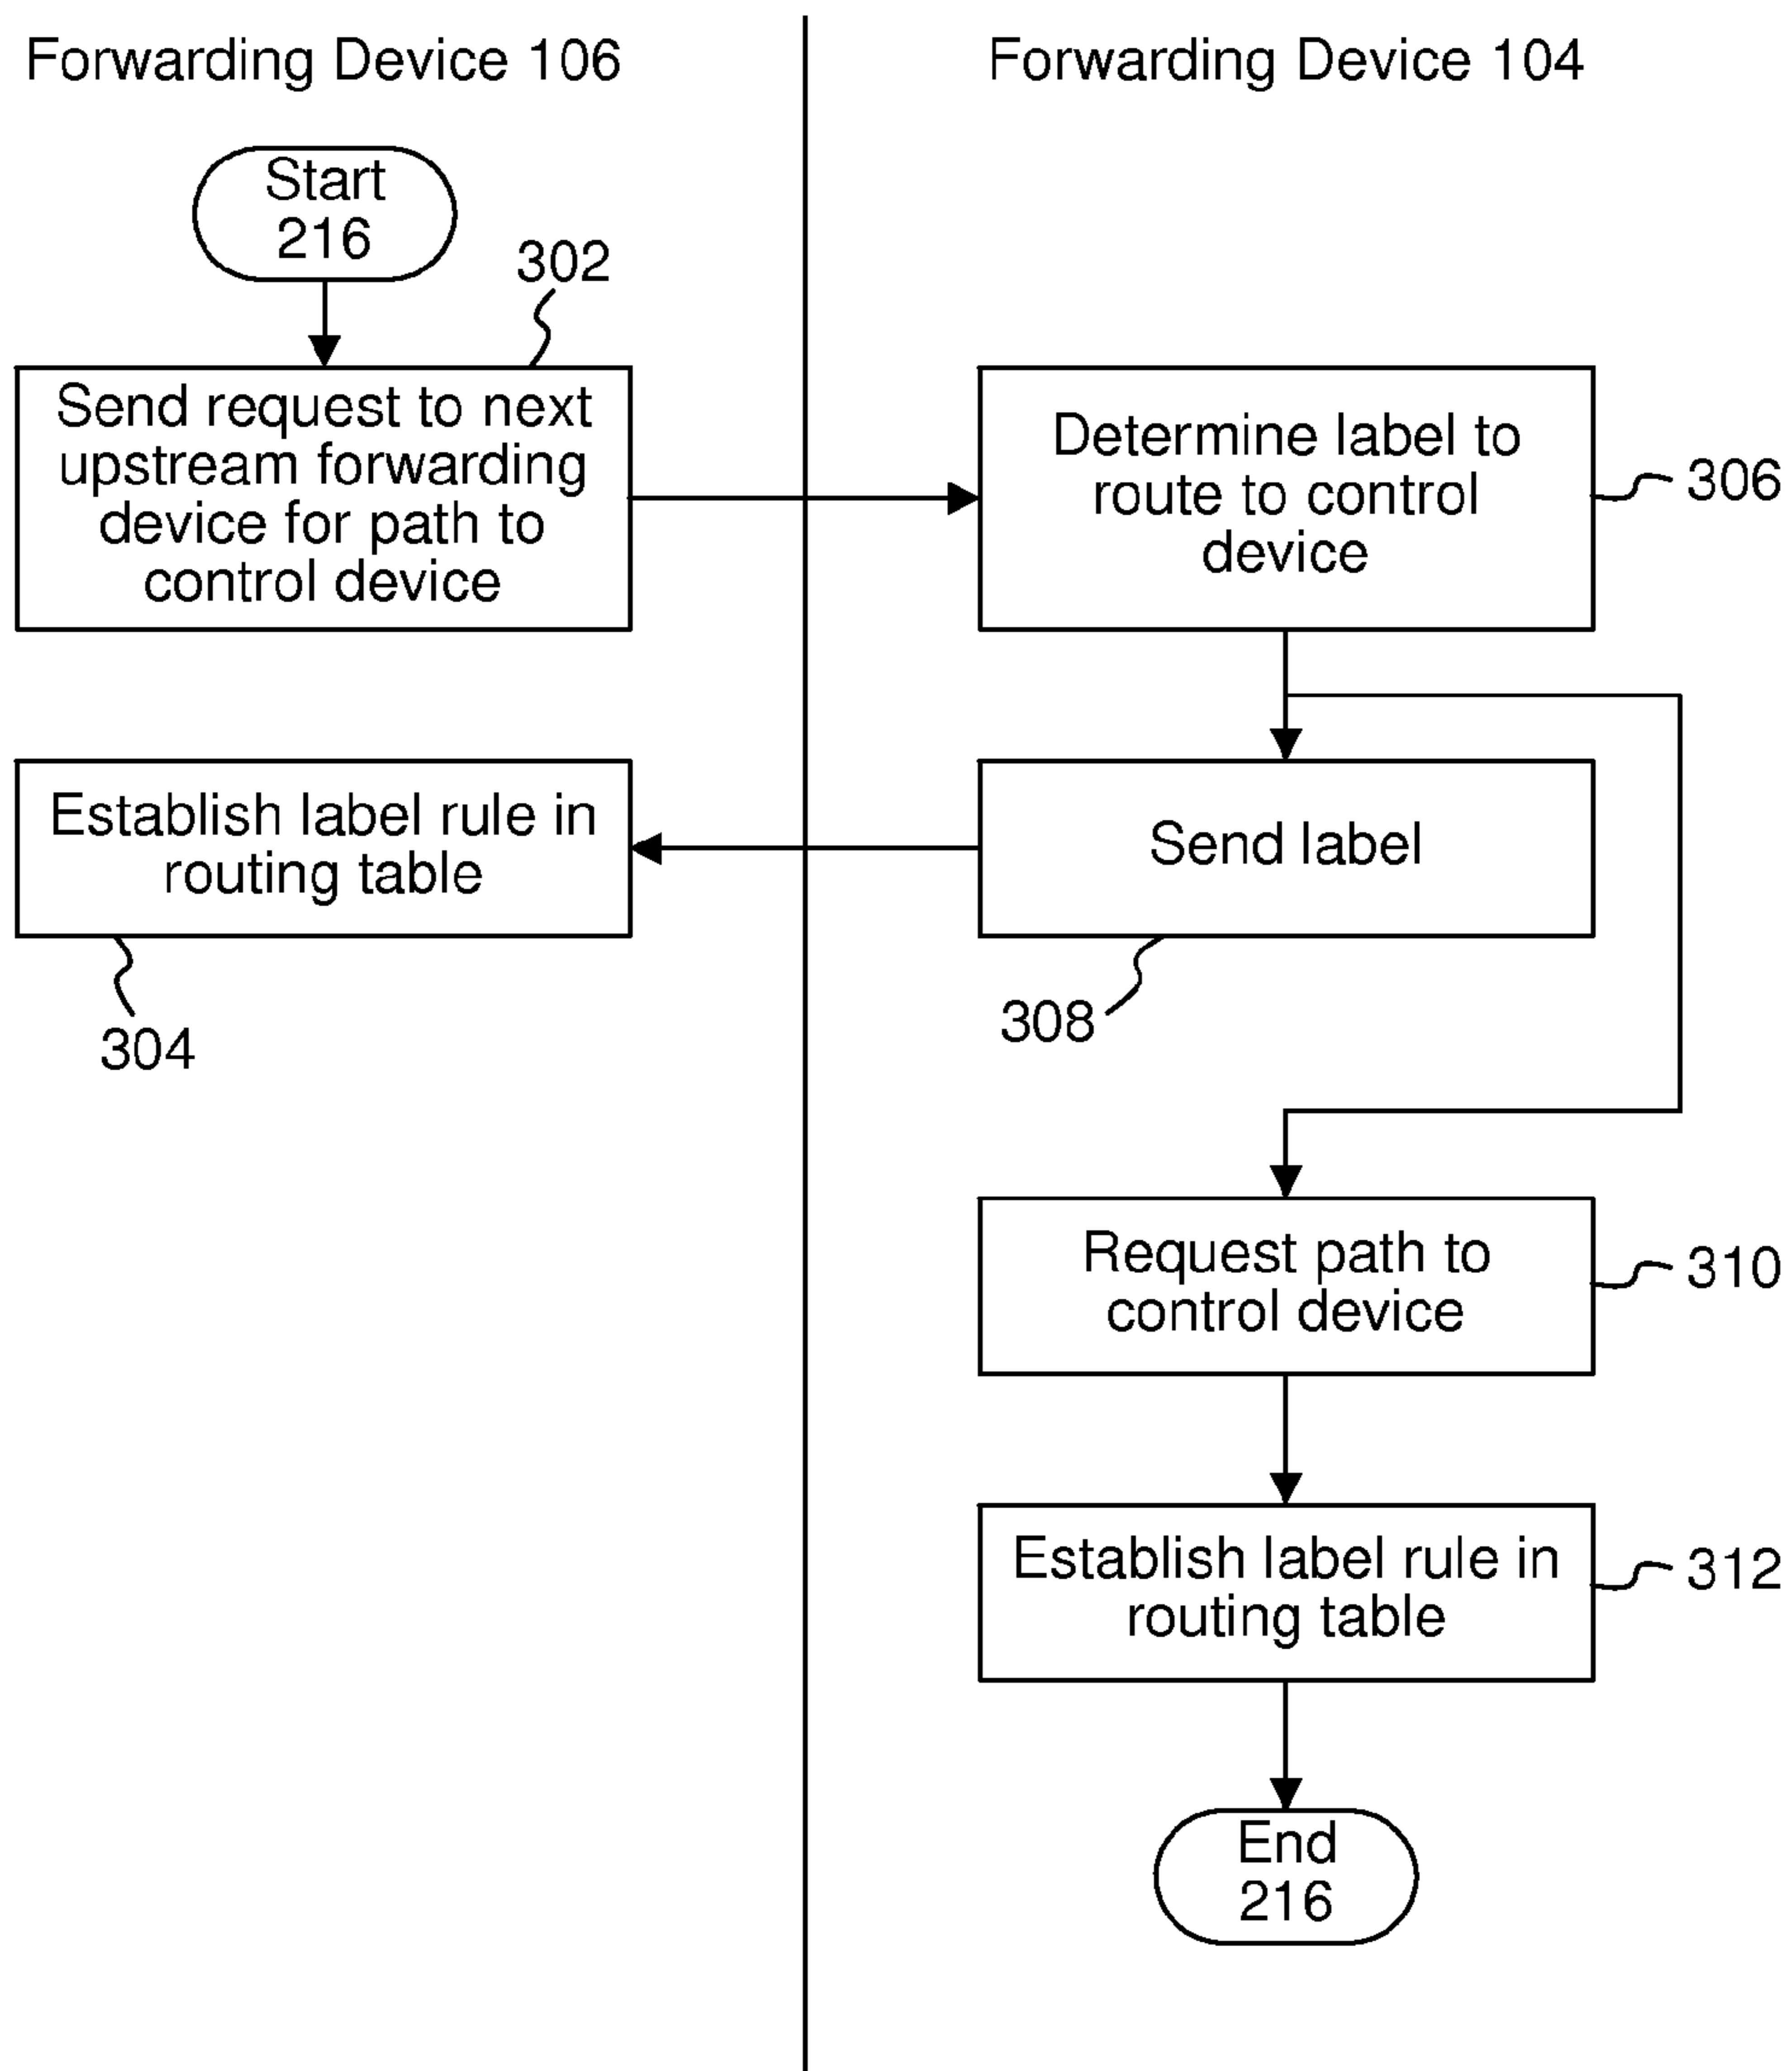 Forwarding Device 106
Forwarding Device 104
Start
216
302
Send request to next
upstream forwarding
device for path to
control device
Determine label to
route to control
device
306
Establish label rule in
routing table
304
Send label
308
Request path to
control device
310
Establish label rule in
routing table
312
End
216